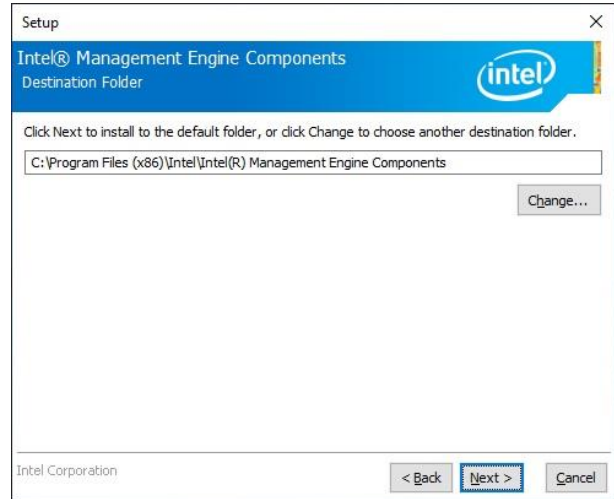 Setup
Intel® Management Engine Components
Destination Folder
intel
Click Next to install to the default folder, or click Change to choose another destination folder.
C:\Program Files (x86)\Intel\Intel(R) Management Engine Components
Change...
Intel Corporation
< Back
Next >
Cancel